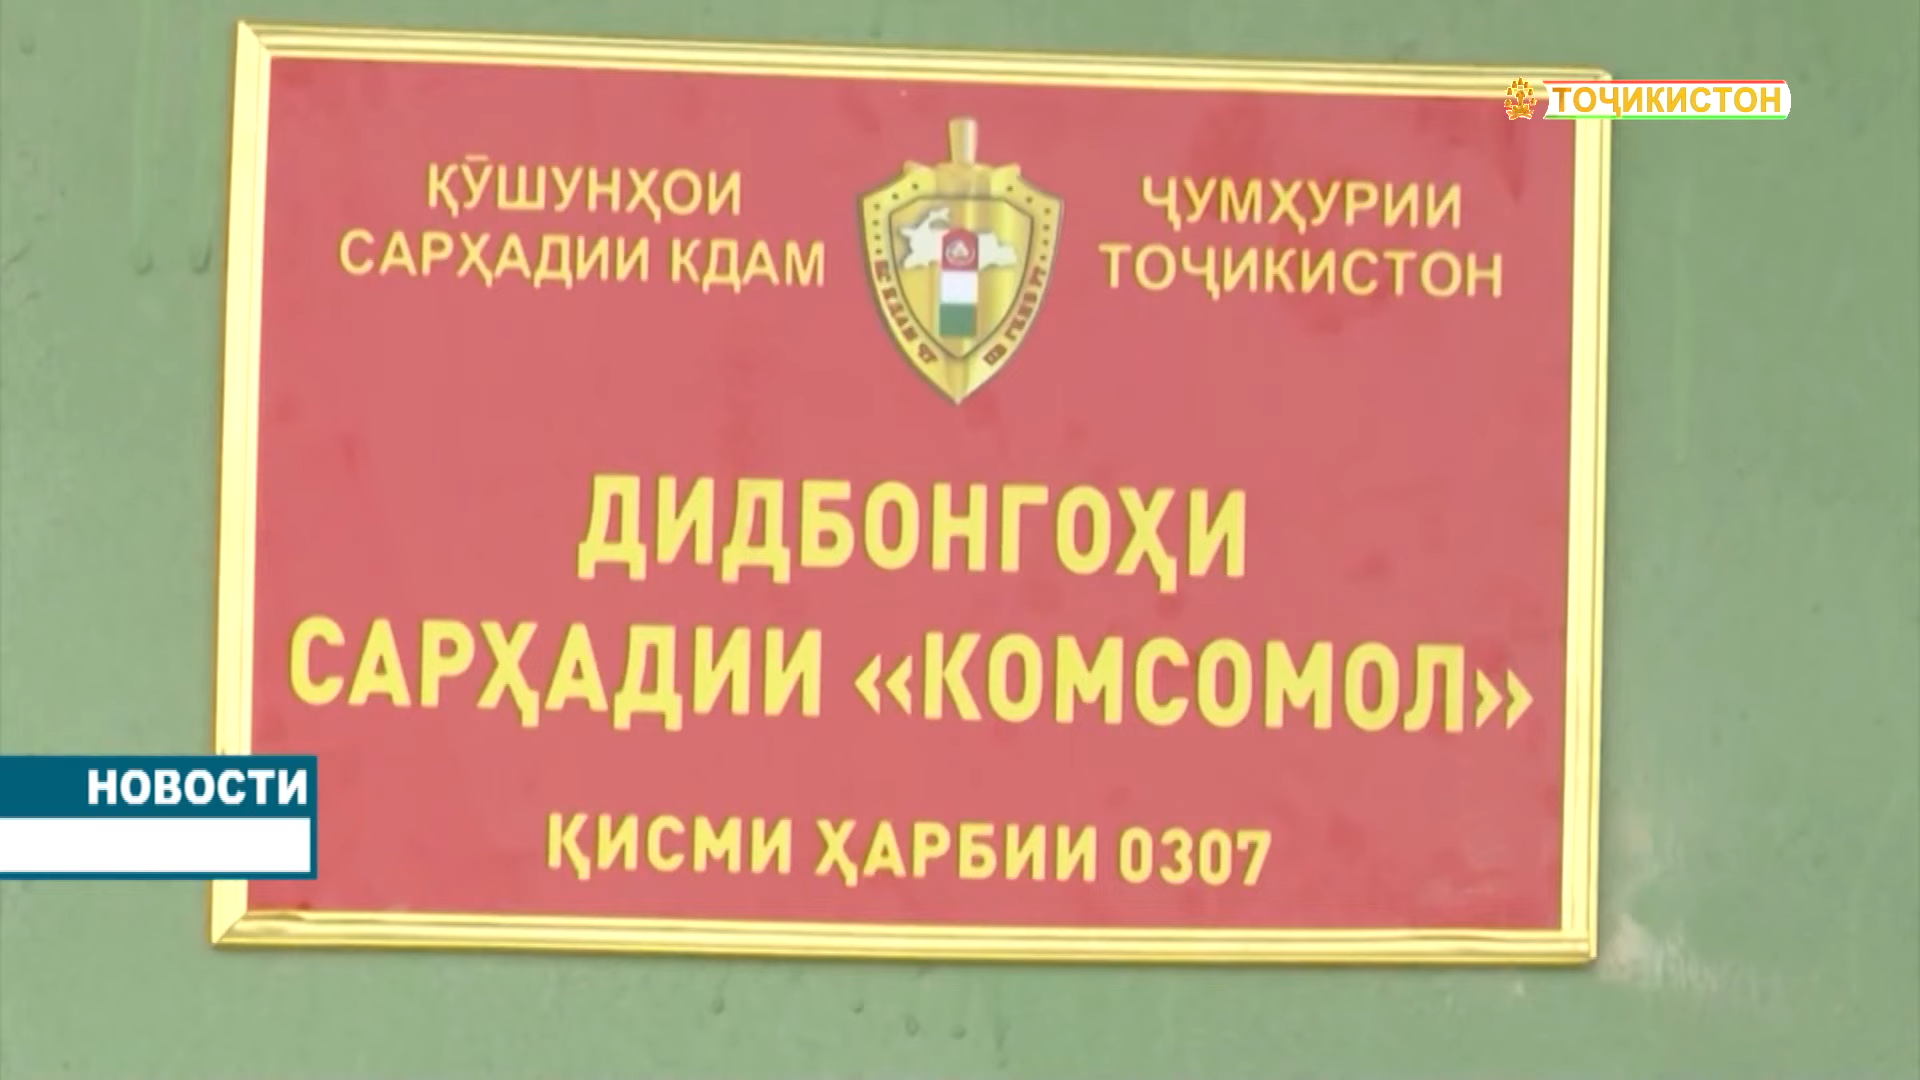 ТОҶИКИСТОН
ҚӮШУНҲОИ
САРҲАДИИ КДАМ
ҶУМҲУРИИ
ТОҶИКИСТОН
ДИДБОНГОҲИ
САРҲАДИИ «КОМСОМОЛ»
ҚИСМИ ҲАРБИИ 0307
НОВОСТИ